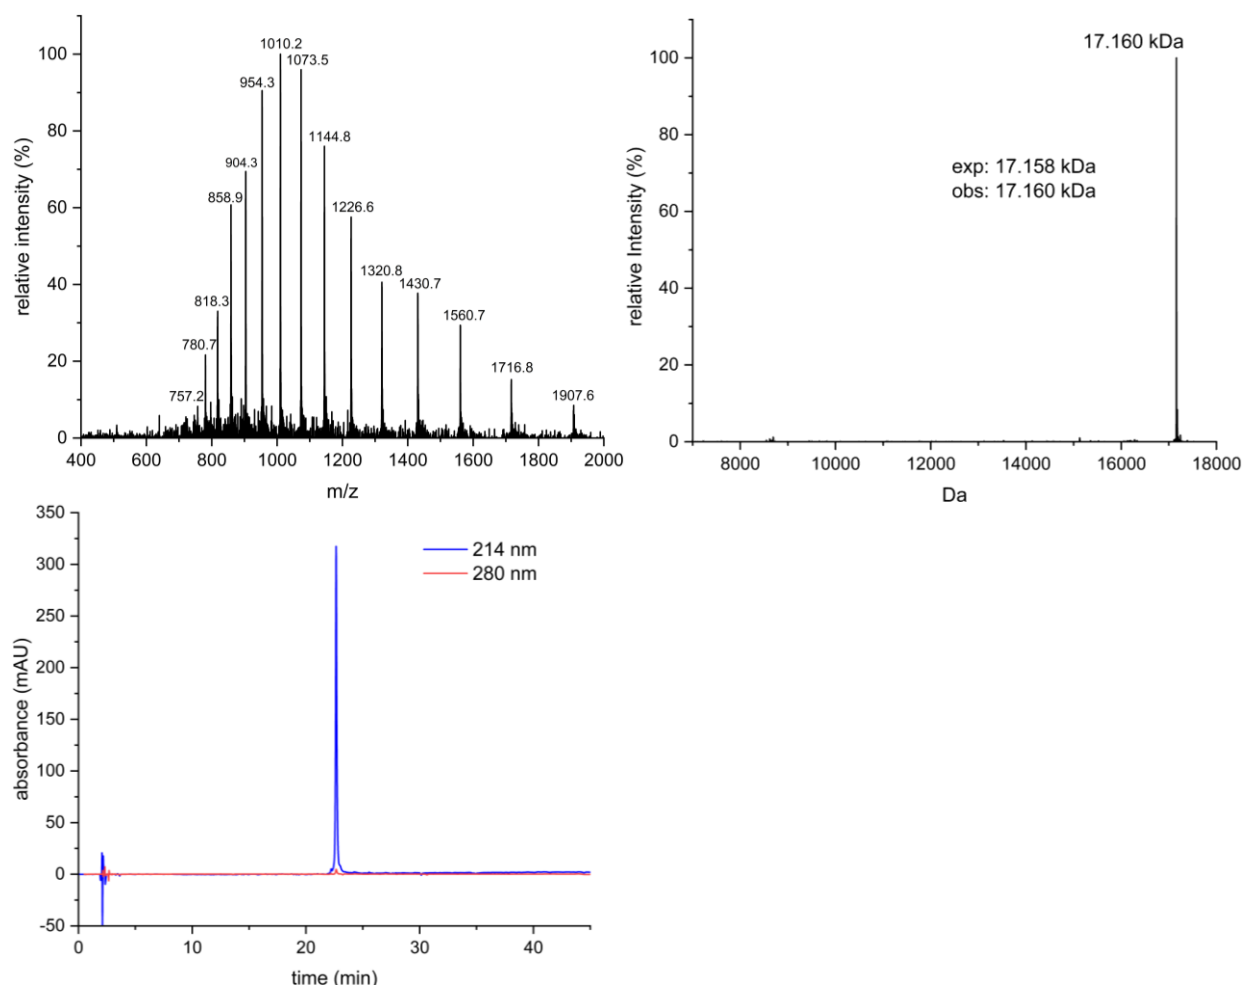 relative intensity (%)
100
80
60
40
20
0
757.2
780.7
818.3
858.9
904.3
954.3
1010.2
1073.5
1144.8
1226.6
1320.8
1430.7
1560.7
1716.8
1907.6
400 600 800 1000 1200 1400 1600 1800 2000
m/z
relative Intensity (%)
100
80
60
40
20
0
17.160 kDa
exp: 17.158 kDa
obs: 17.160 kDa
8000 10000 12000 14000 16000 18000
Da
absorbance (mAU)
350
300
250
200
150
100
50
0
-50
214 nm
280 nm
0 10 20 30 40
time (min)